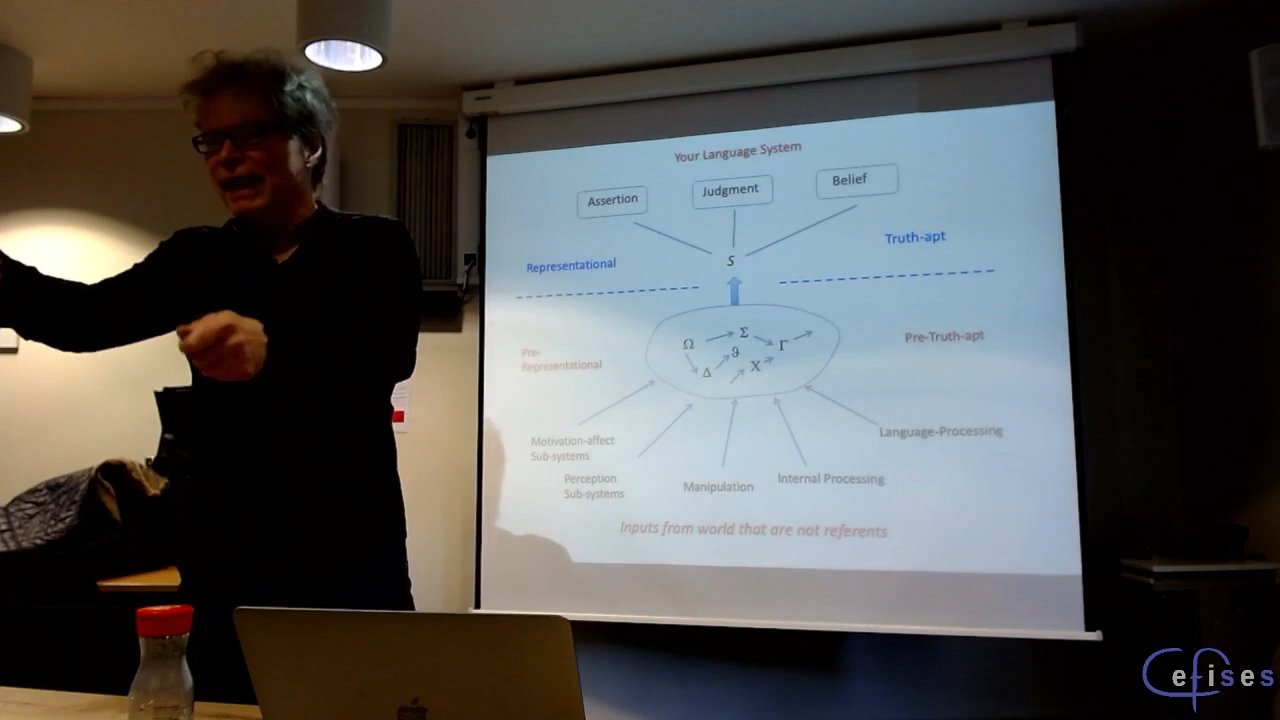 Your Language System
Assertion
Judgment
Belief
Representational
S
Truth-apt
Ω
Σ
ϑ
Γ
Δ
X
Pre-
Representational
Pre-Truth-apt
Motivation-affect
Sub-systems
Perception
Sub-systems
Manipulation
Internal Processing
Language-Processing
Inputs from world that are not referents
Cefises